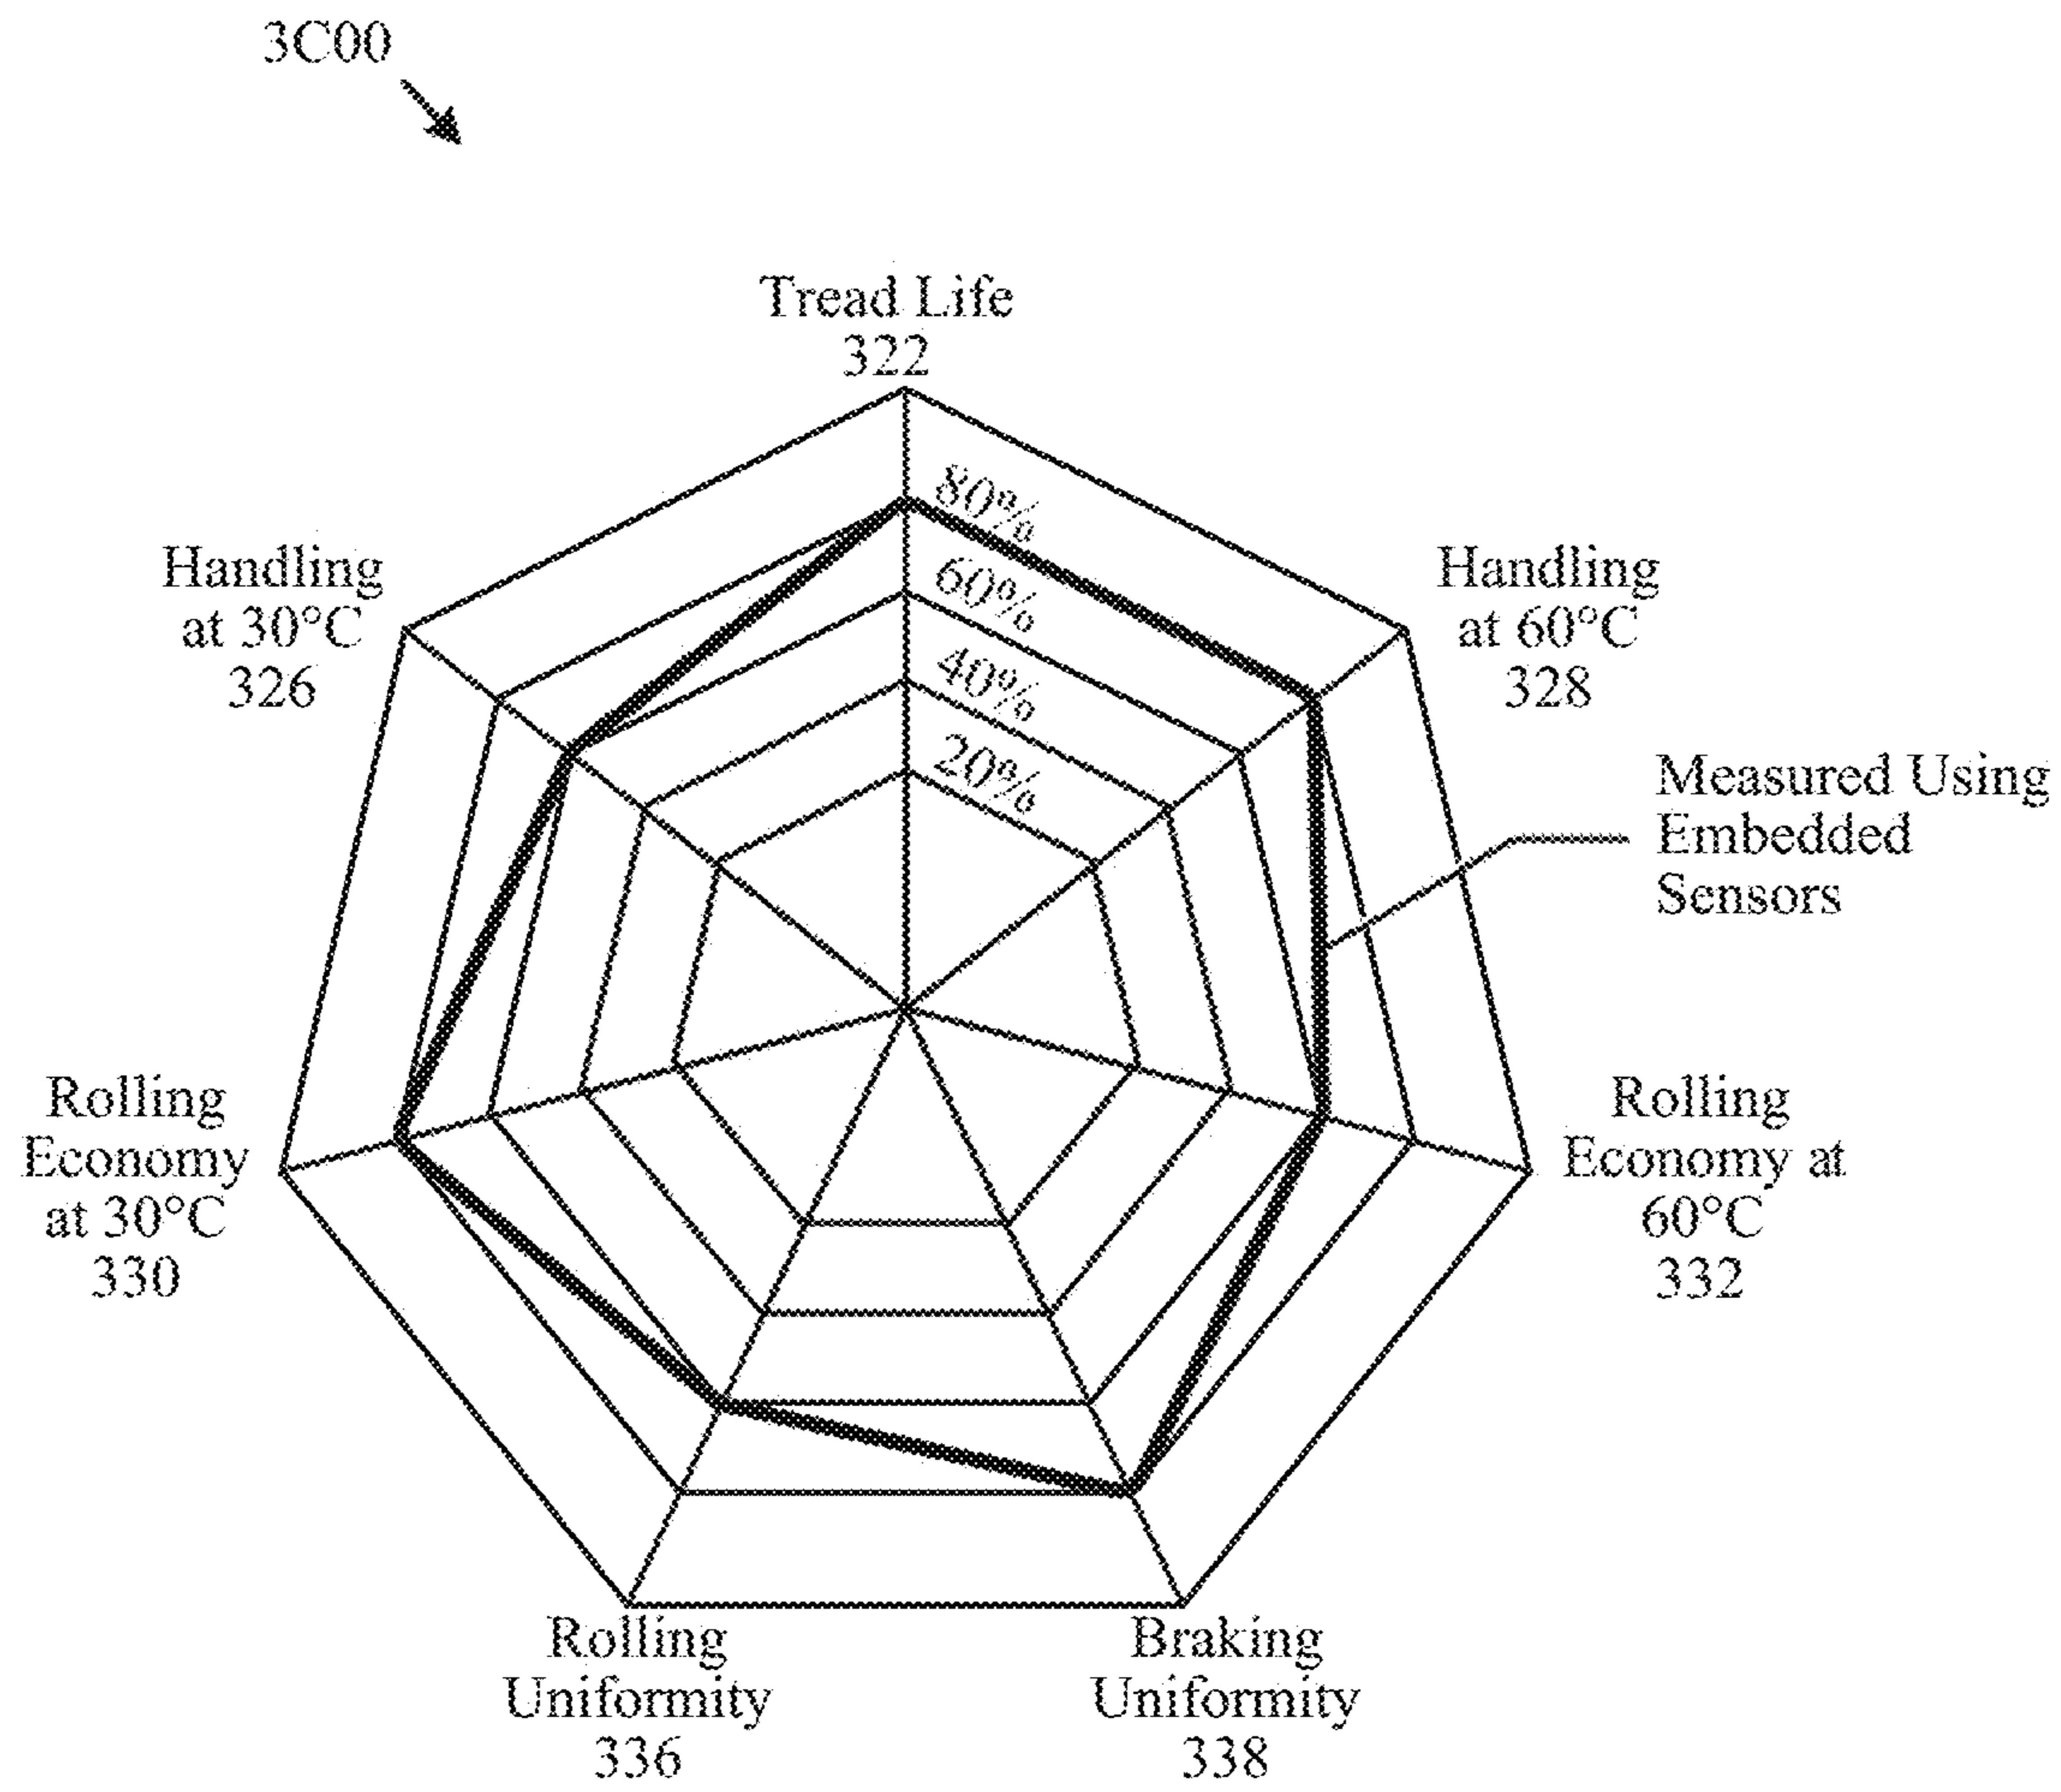 3C00
Tread Life
322
80%
60%
40%
20%
Handling
at 30°C
326
Handling
at 60°C
328
Measured Using
Embedded
Sensors
Rolling
Economy
at 30°C
330
Rolling
Economy at
60°C
332
Rolling
Uniformity
336
Braking
Uniformity
338